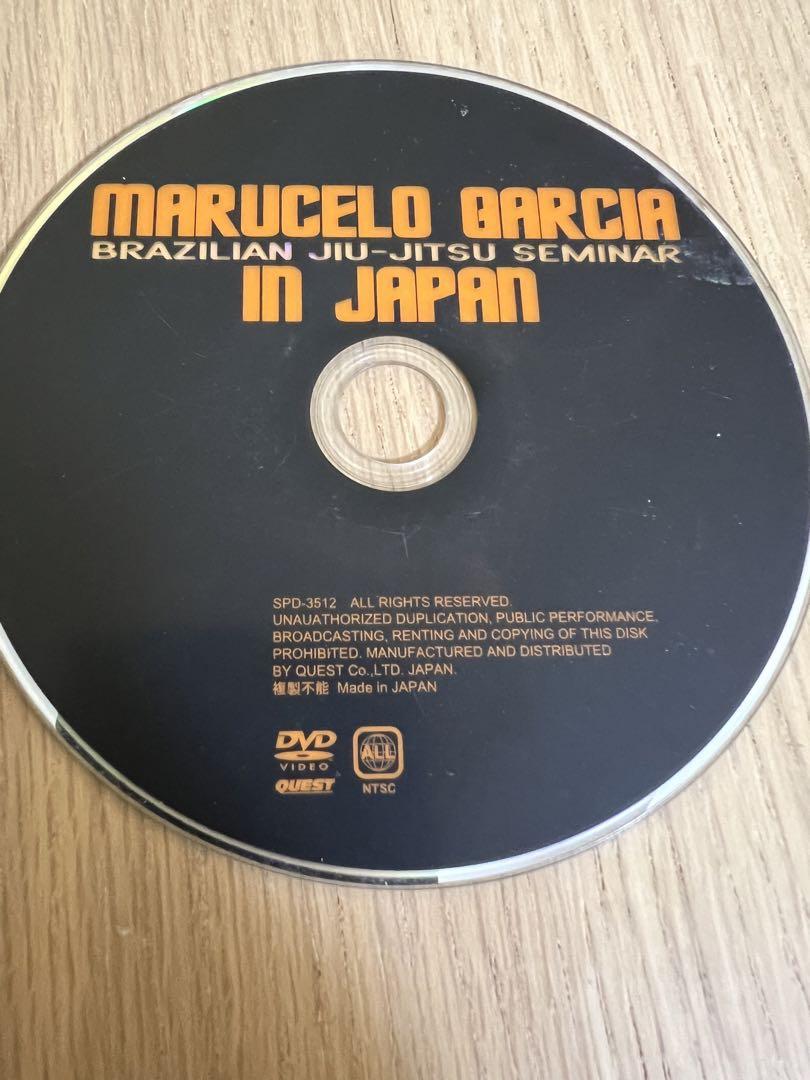 MARUCELO GARCIA
BRAZILIAN JIU-JITSU SEMINAR
IN JAPAN
SPD-3512 ALL RIGHTS RESERVED.
UNAUATHORIZED DUPLICATION, PUBLIC PERFORMANCE,
BROADCASTING, RENTING AND COPYING OF THIS DISK
PROHIBITED. MANUFACTURED AND DISTRIBUTED
BY QUEST Co.,LTD. JAPAN.
複製不能 Made in JAPAN
DVD
VIDEO
ALL
QUEST
NTSC